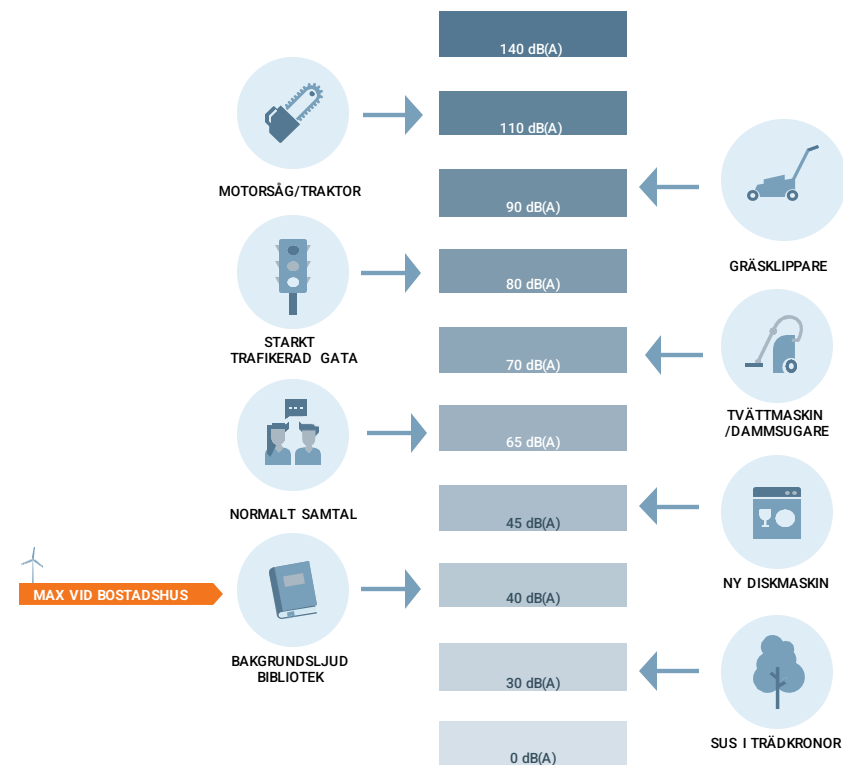 140 dB(A)
110 dB(A)
MOTORSÅG/TRAKTOR
90 dB(A)
GRÄSKLIPPARE
80 dB(A)
STARKT
TRAFIKERAD GATA
70 dB(A)
TVÄTTMASKIN
/DAMMSUGARE
65 dB(A)
NORMALT SAMTAL
45 dB(A)
NY DISKMASKIN
MAX VID BOSTADSHUS
40 dB(A)
BAKGRUNDSLJUD
BIBLIOTEK
30 dB(A)
SUS I TRÄDKRONOR
0 dB(A)